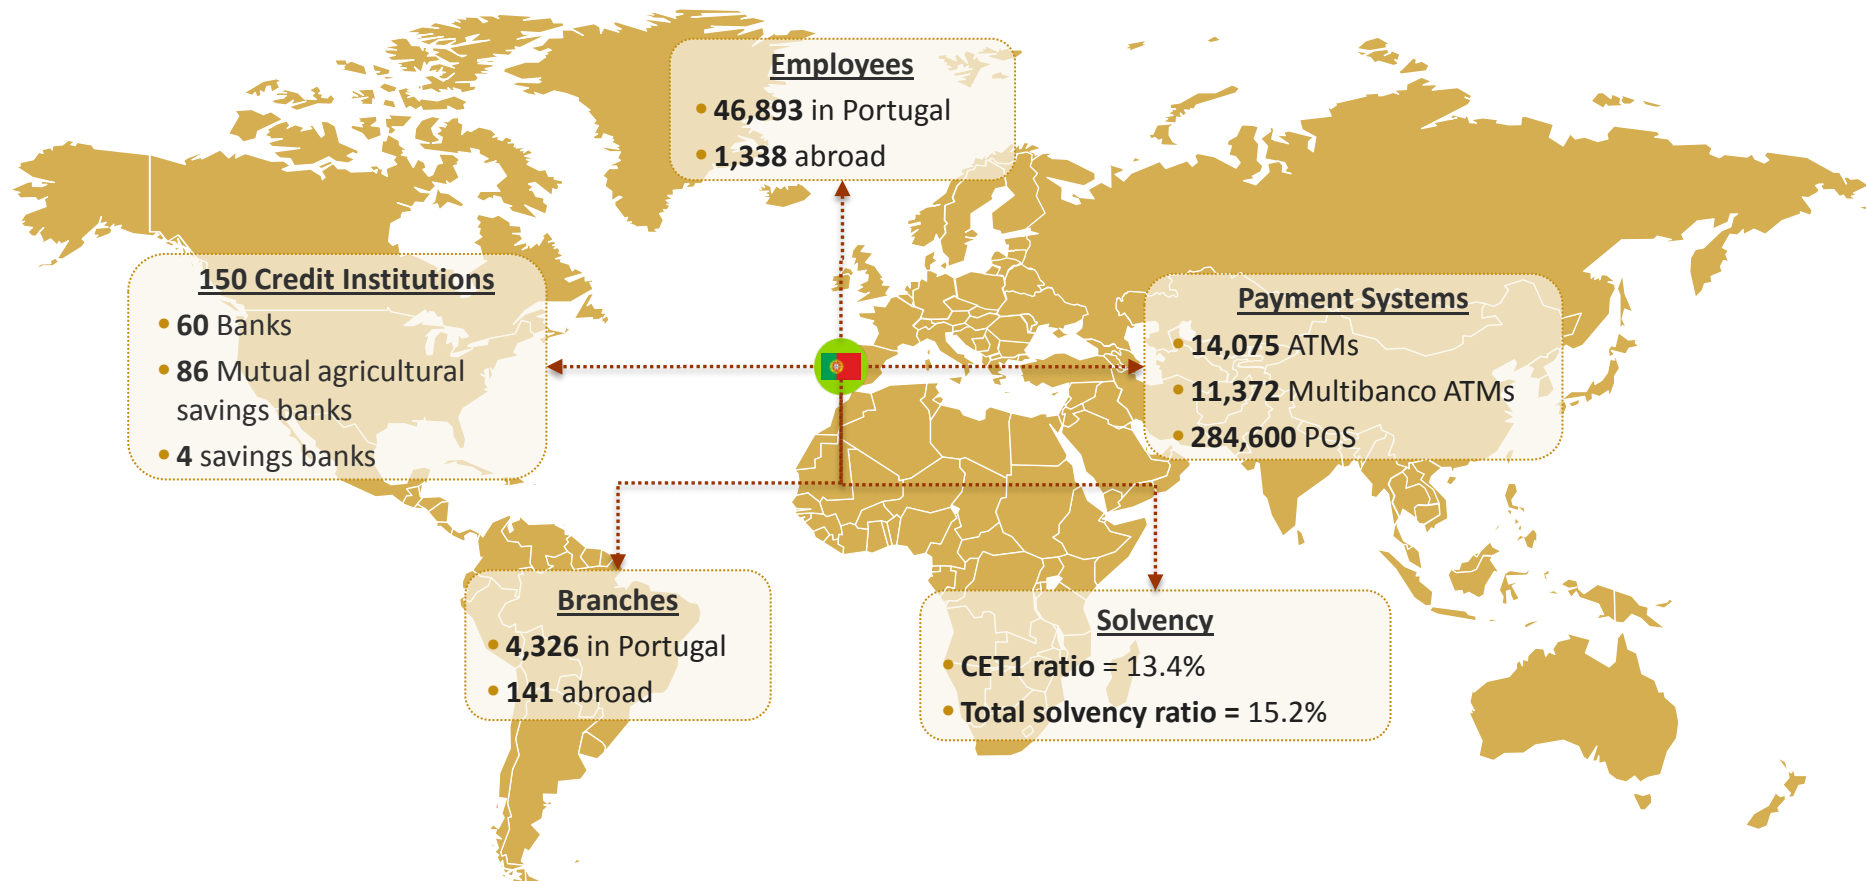 Employees
• 46,893 in Portugal
• 1,338 abroad
150 Credit Institutions
• 60 Banks
• 86 Mutual agricultural
savings banks
• 4 savings banks
Payment Systems
• 14,075 ATMs
• 11,372 Multibanco ATMs
• 284,600 POS
Branches
• 4,326 in Portugal
• 141 abroad
Solvency
• CET1 ratio = 13.4%
• Total solvency ratio = 15.2%